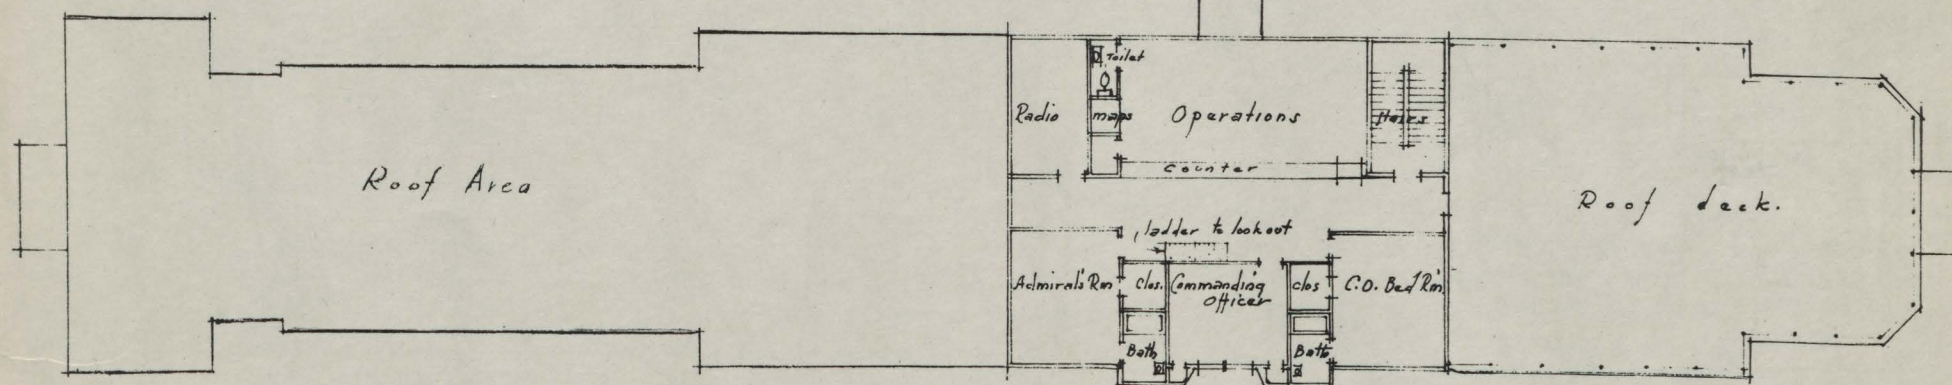 Toilet
Radio
maps
Operations
Stairs
Roof Area
counter
Roof deck.
ladder to lookout
Admiral's Rm
Clos.
Commanding
Officer
clos
C.O. Bed Rm
Bath
Bath